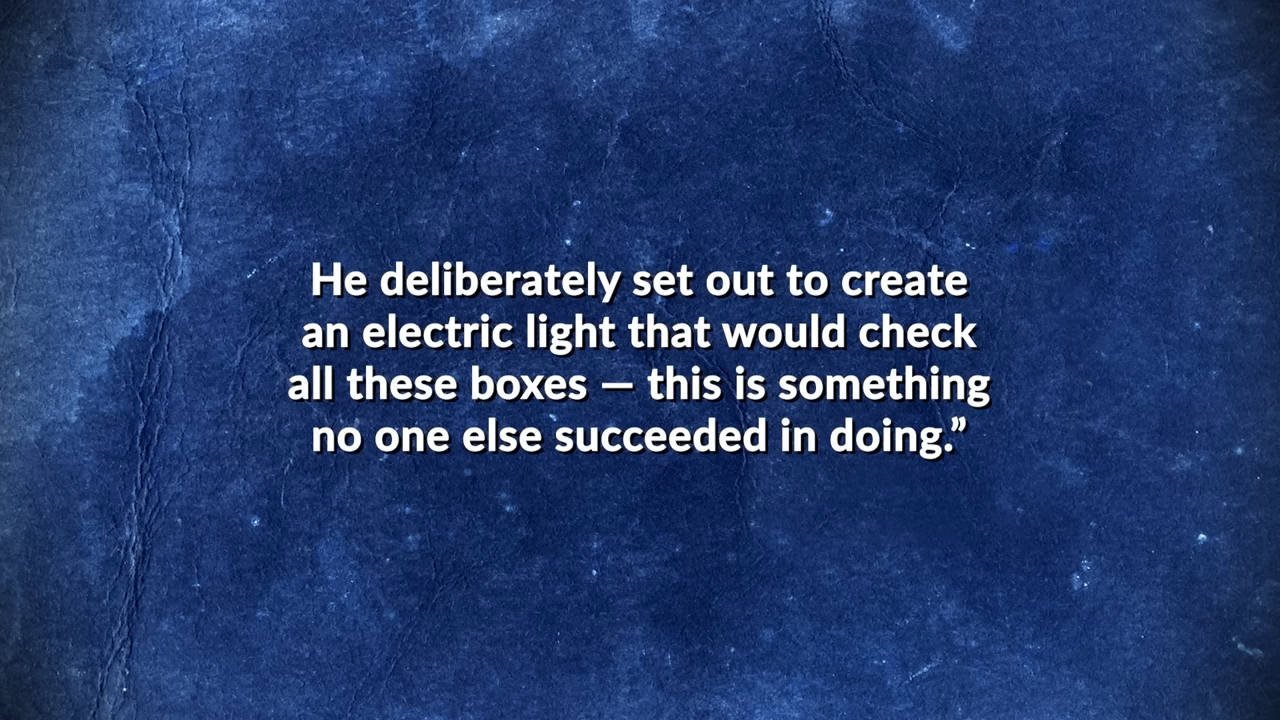 He deliberately set out to create
an electric light that would check
all these boxes — this is something
no one else succeeded in doing.”